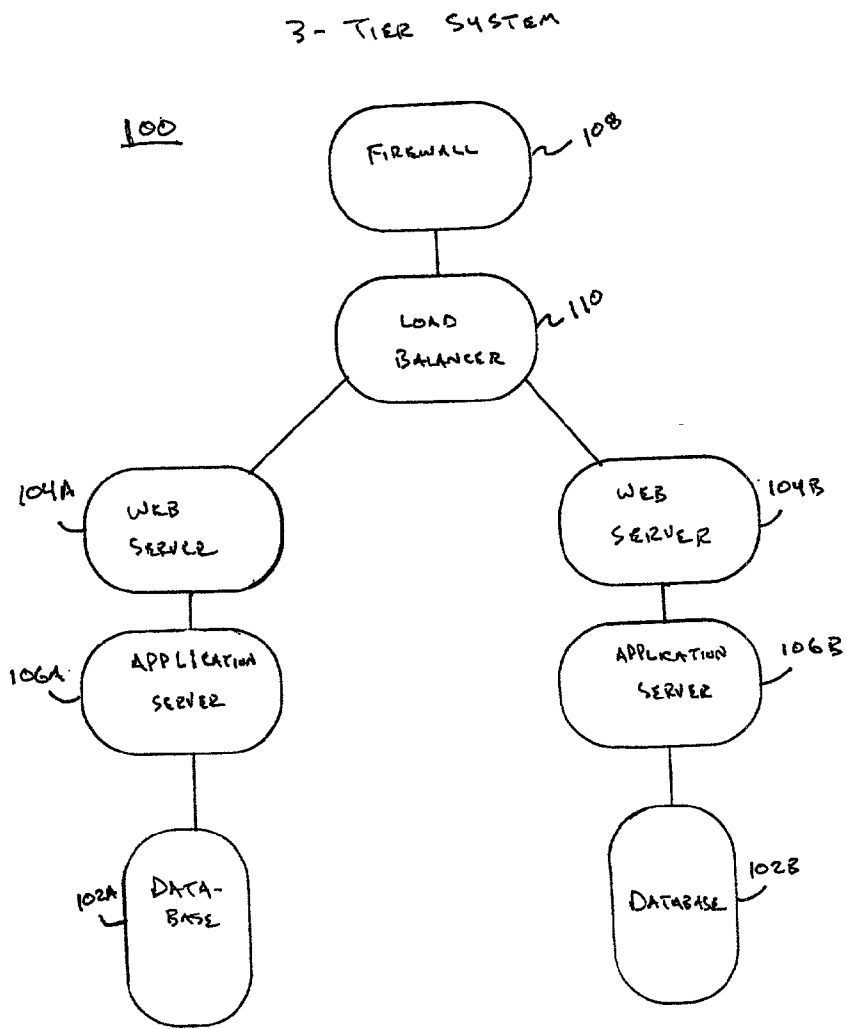 3- TIER SYSTEM
100
FIREWALL
108
LOAD
BALANCER
110
104A
WEB
SERVER
WEB
SERVER
104B
106A
APPLICATION
SERVER
APPLICATION
SERVER
106B
102A
DATA-
BASE
DATABASE
102B